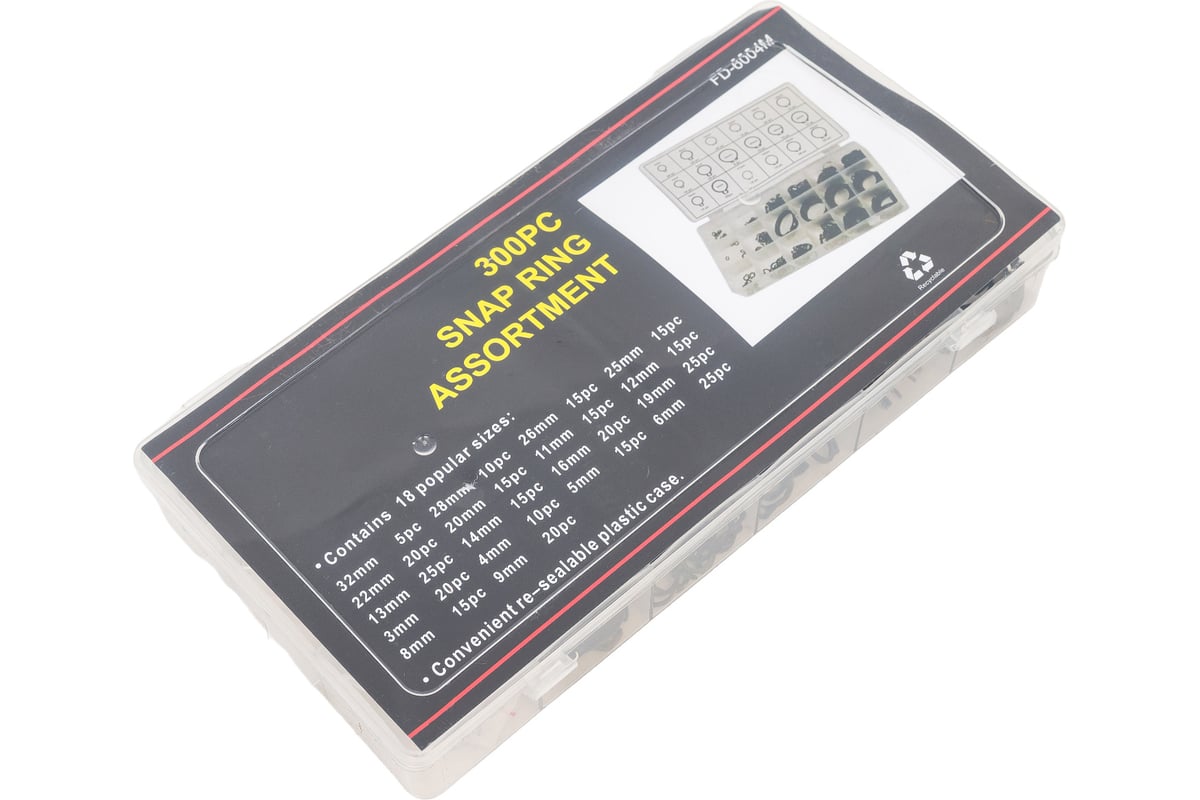 FD-6004M
300PC
SNAP RING
ASSORTMENT
Recyclable
• Contains 18 popular sizes:
32mm 5pc 28mm 10pc 26mm 15pc 25mm 15pc
22mm 20pc 20mm 15pc 11mm 15pc 12mm 15pc
13mm 25pc 14mm 15pc 16mm 20pc 19mm 25pc
3mm 20pc 4mm 10pc 5mm 15pc 6mm 25pc
8mm 15pc 9mm 20pc
• Convenient re-sealable plastic case.